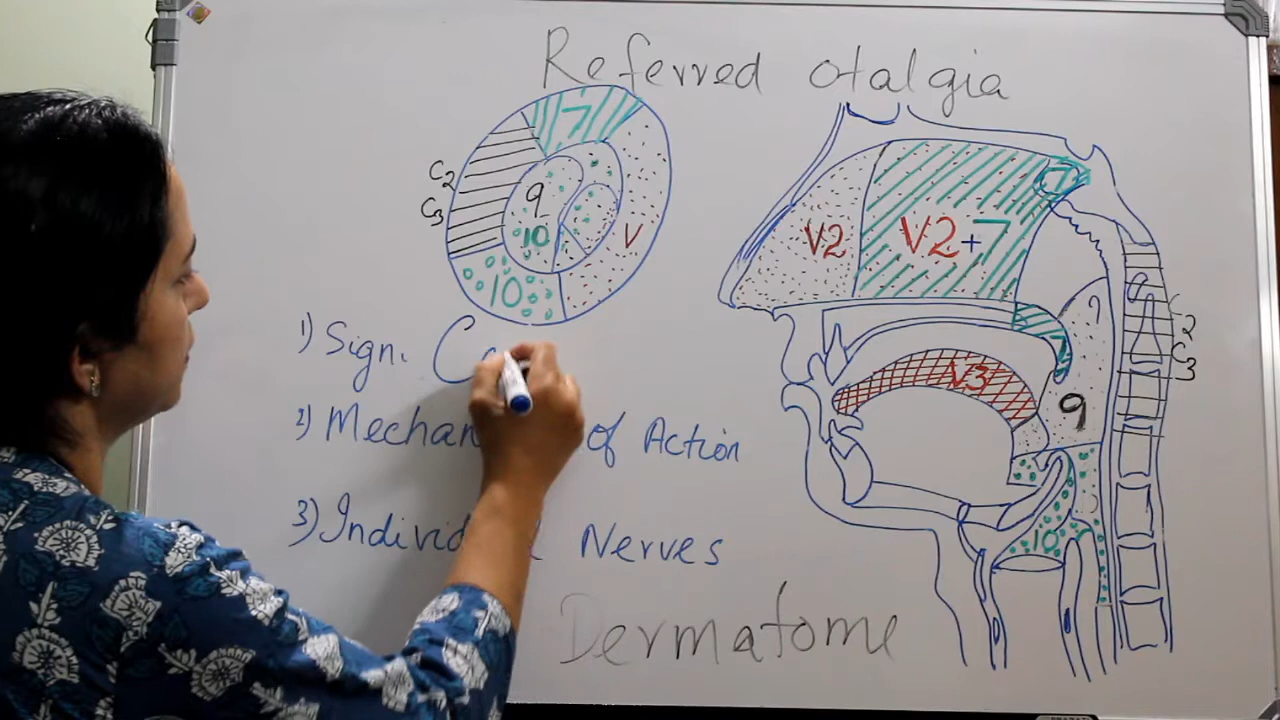 Referred otalgia
7
C2
C3
9
10
V
10
V2
V2+7
9
V3
C2
C3
10
1) Sign. Ca
2) Mechan of Action
3) Individ l Nerves
Dermatome